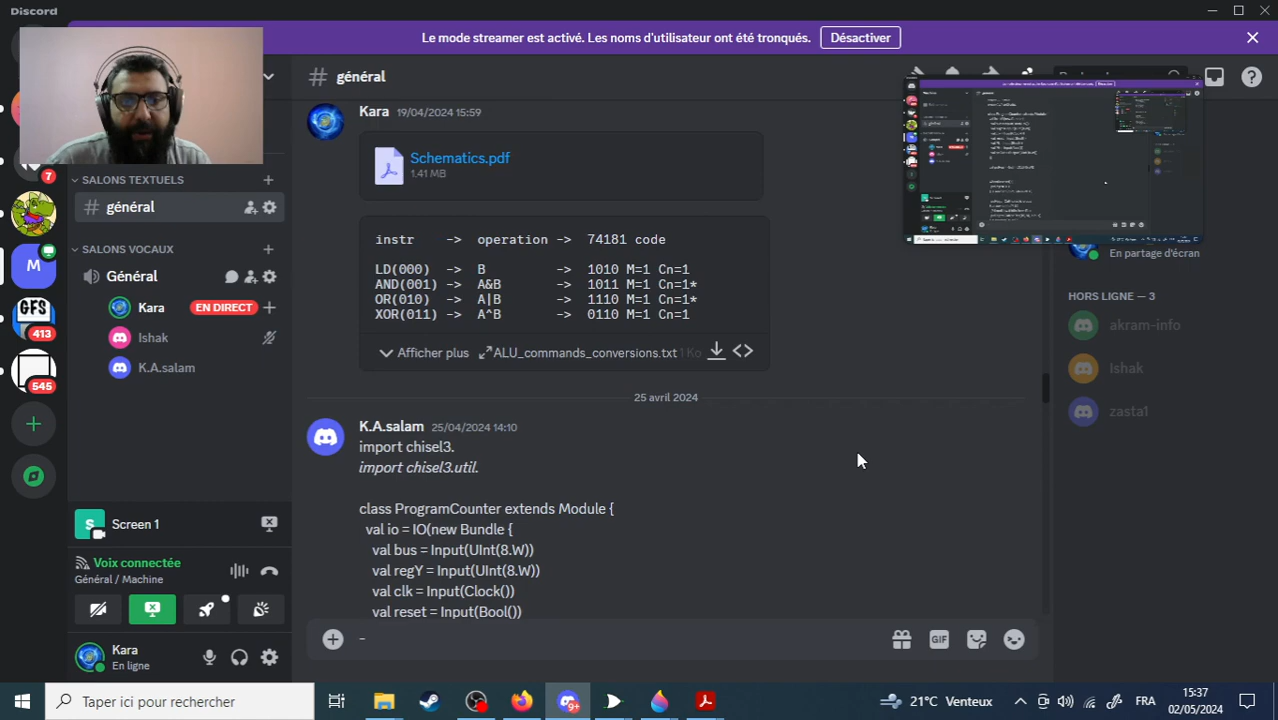 Discord
Le mode streamer est activé. Les noms d'utilisateur ont été tronqués.
Désactiver
# général
Kara 19/04/2024 15:59
Schematics.pdf
1.41 MB
instr -> operation -> 74181 code
LD(000) -> B -> 1010 M=1 Cn=1
AND(001) -> A&B -> 1011 M=1 Cn=1*
OR(010) -> A|B -> 1110 M=1 Cn=1*
XOR(011) -> A^B -> 0110 M=1 Cn=1
Afficher plus
ALU_commands_conversions.txt 1 Ko
25 avril 2024
K.A.salam 25/04/2024 14:10
import chisel3.
import chisel3.util.
class ProgramCounter extends Module {
val io = IO(new Bundle {
val bus = Input(UInt(8.W))
val regY = Input(UInt(8.W))
val clk = Input(Clock())
val reset = Input(Bool())
-
GIF
7
M
GFS
413
545
SALONS TEXTUELS
# général
SALONS VOCAUX
Général
Kara EN DIRECT
Ishak
K.A.salam
S
Screen 1
Voix connectée
Général / Machine
Kara
En ligne
En partage d'écran
HORS LIGNE — 3
akram-info
Ishak
zasta1
Taper ici pour rechercher
9+
21°C Venteux
FRA
15:37
02/05/2024